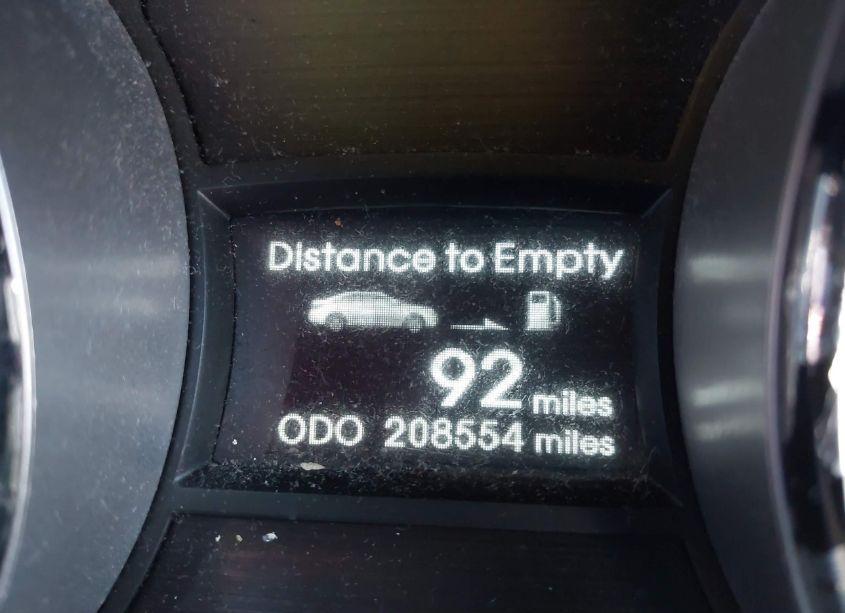 Distance to Empty
92 miles
ODO 208554 miles